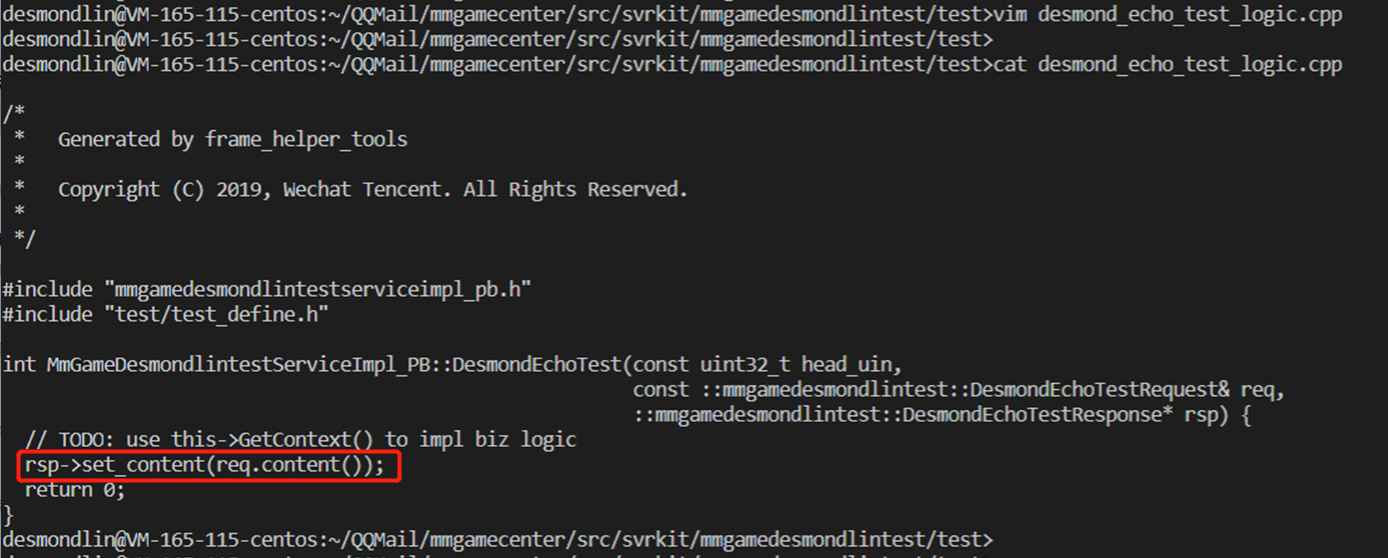 desmondlin@VM-165-115-centos:~/QQMail/mmgamecenter/src/svrkit/mmgamedesmondlintest/test>vim desmond_echo_test_logic.cpp
desmondlin@VM-165-115-centos:~/QQMail/mmgamecenter/src/svrkit/mmgamedesmondlintest/test>
desmondlin@VM-165-115-centos:~/QQMail/mmgamecenter/src/svrkit/mmgamedesmondlintest/test>cat desmond_echo_test_logic.cpp
/*
 *   Generated by frame_helper_tools
 *
 *   Copyright (C) 2019, Wechat Tencent. All Rights Reserved.
 *
 */
#include "mmgamedesmondlintestserviceimpl_pb.h"
#include "test/test_define.h"
int MmGameDesmondlintestServiceImpl_PB::DesmondEchoTest(const uint32_t head_uin,
                                                        const ::mmgamedesmondlintest::DesmondEchoTestRequest& req,
                                                        ::mmgamedesmondlintest::DesmondEchoTestResponse* rsp) {
  // TODO: use this->GetContext() to impl biz logic
  rsp->set_content(req.content());
  return 0;
}
desmondlin@VM-165-115-centos:~/QQMail/mmgamecenter/src/svrkit/mmgamedesmondlintest/test>